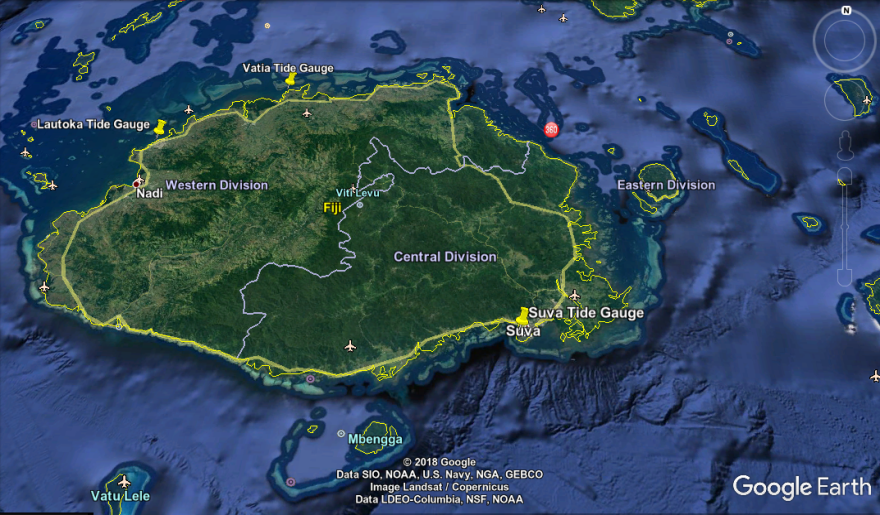 N
Vatia Tide Gauge
Lautoka Tide Gauge
360
Western Division
Eastern Division
Nadi
Viti Levu
Fiji
Central Division
Suva Tide Gauge
Suva
Mbengga
© 2018 Google
Data SIO, NOAA, U.S. Navy, NGA, GEBCO
Image Landsat / Copernicus
Data LDEO-Columbia, NSF, NOAA
Vatu Lele
Google Earth